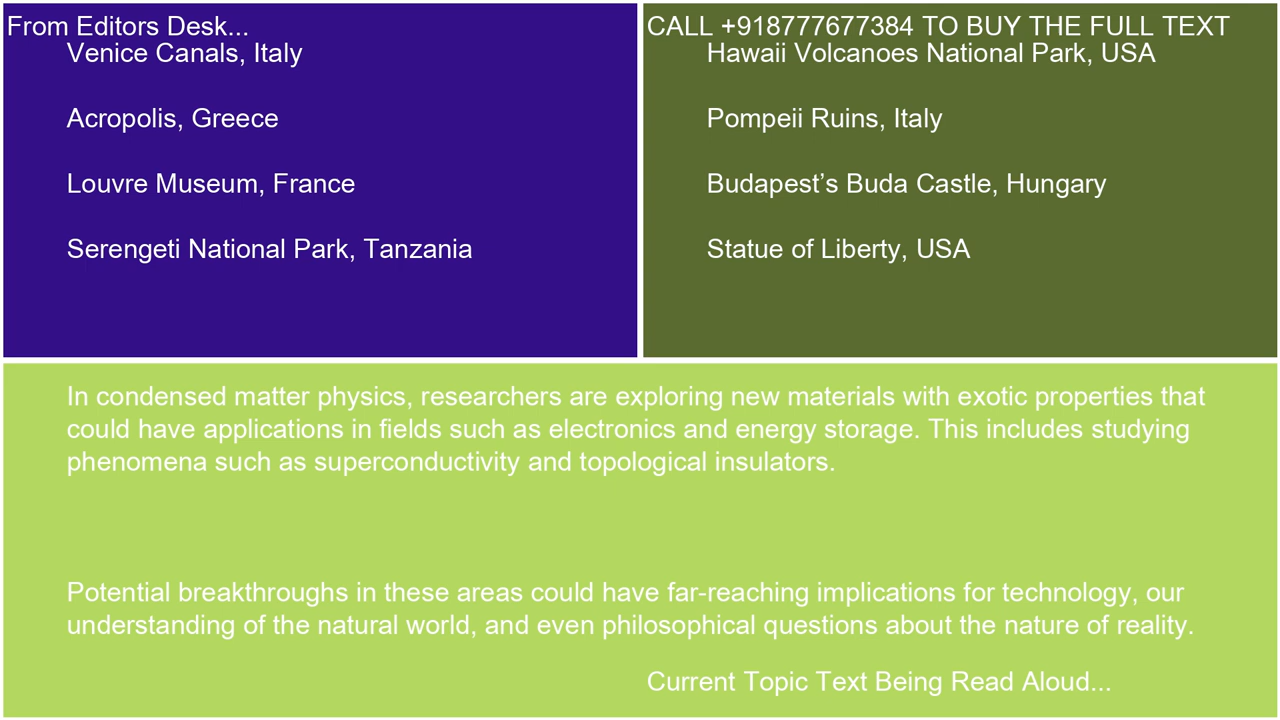 From Editors Desk...
Venice Canals, Italy
Acropolis, Greece
Louvre Museum, France
Serengeti National Park, Tanzania
CALL +918777677384 TO BUY THE FULL TEXT
Hawaii Volcanoes National Park, USA
Pompeii Ruins, Italy
Budapest’s Buda Castle, Hungary
Statue of Liberty, USA
In condensed matter physics, researchers are exploring new materials with exotic properties that
could have applications in fields such as electronics and energy storage. This includes studying
phenomena such as superconductivity and topological insulators.
Potential breakthroughs in these areas could have far-reaching implications for technology, our
understanding of the natural world, and even philosophical questions about the nature of reality.
Current Topic Text Being Read Aloud...